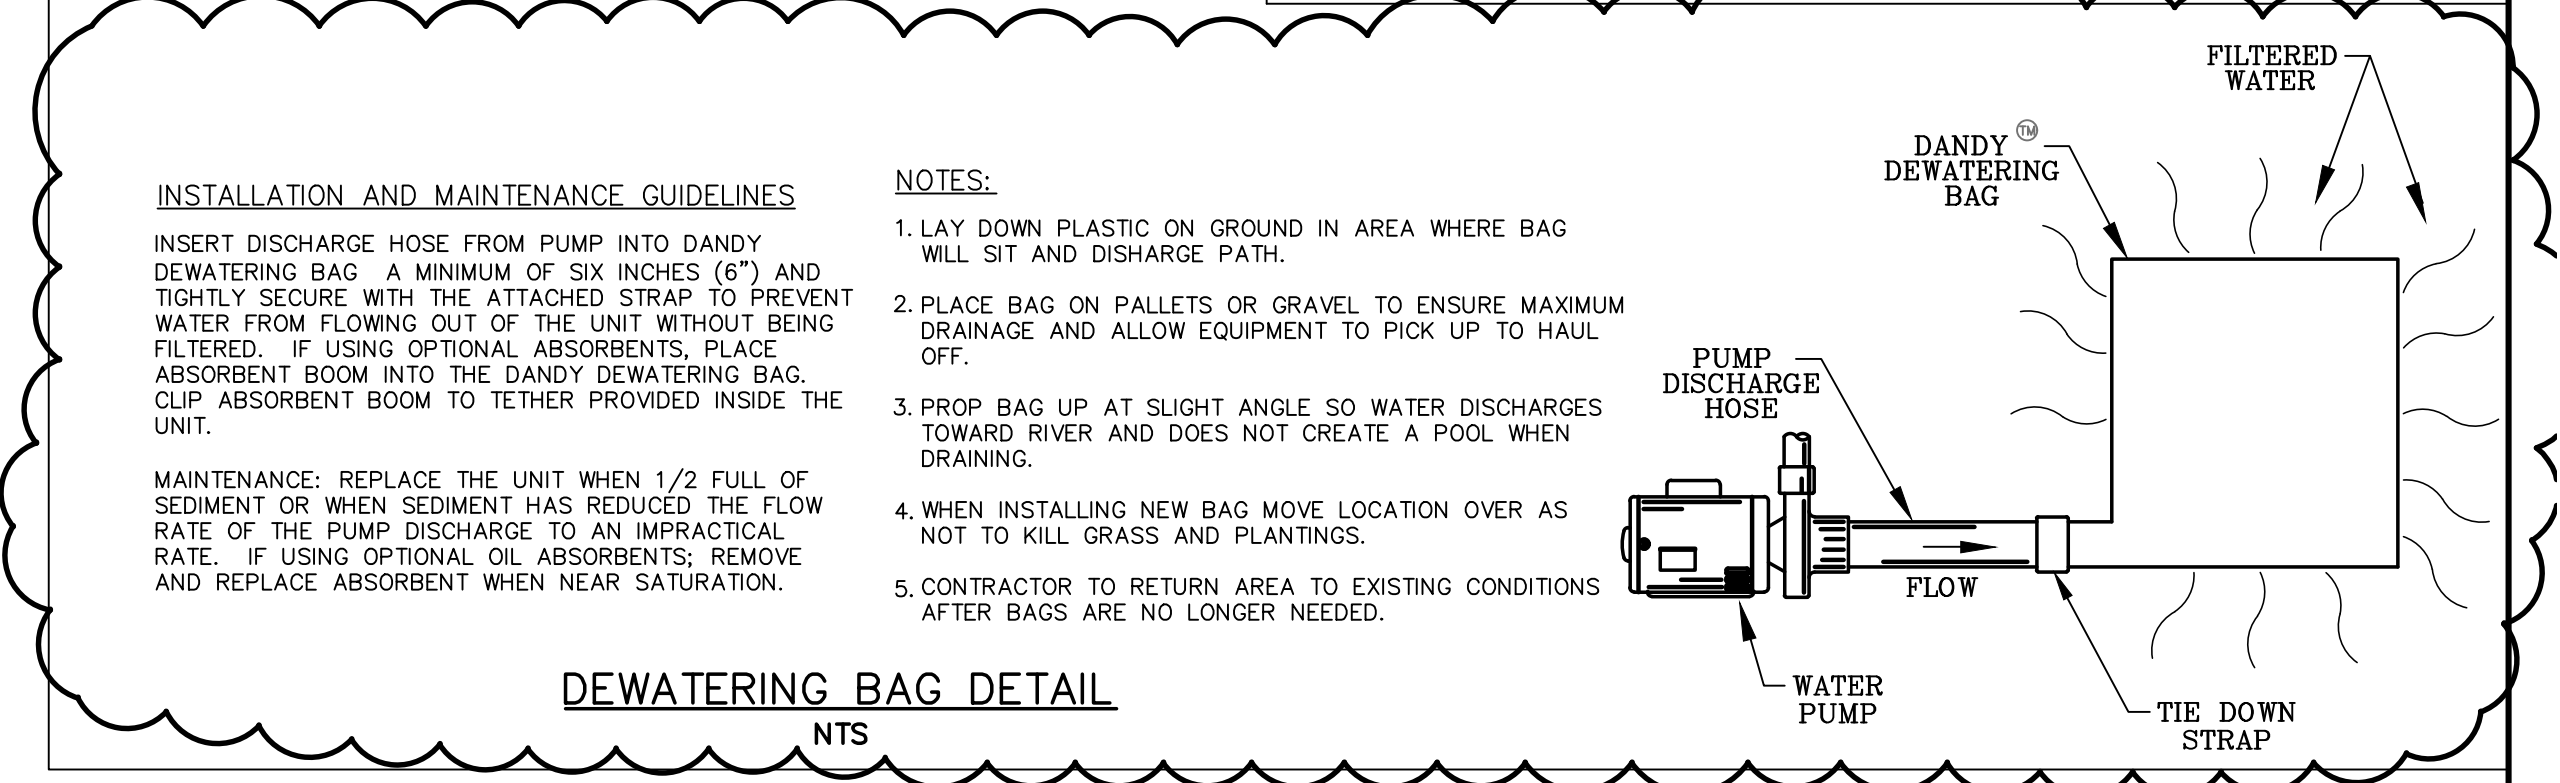 INSTALLATION AND MAINTENANCE GUIDELINES
INSERT DISCHARGE HOSE FROM PUMP INTO DANDY
DEWATERING BAG A MINIMUM OF SIX INCHES (6") AND
TIGHTLY SECURE WITH THE ATTACHED STRAP TO PREVENT
WATER FROM FLOWING OUT OF THE UNIT WITHOUT BEING
FILTERED. IF USING OPTIONAL ABSORBENTS, PLACE
ABSORBENT BOOM INTO THE DANDY DEWATERING BAG.
CLIP ABSORBENT BOOM TO TETHER PROVIDED INSIDE THE
UNIT.
MAINTENANCE: REPLACE THE UNIT WHEN 1/2 FULL OF
SEDIMENT OR WHEN SEDIMENT HAS REDUCED THE FLOW
RATE OF THE PUMP DISCHARGE TO AN IMPRACTICAL
RATE. IF USING OPTIONAL OIL ABSORBENTS; REMOVE
AND REPLACE ABSORBENT WHEN NEAR SATURATION.
NOTES:
1. LAY DOWN PLASTIC ON GROUND IN AREA WHERE BAG
WILL SIT AND DISHARGE PATH.
2. PLACE BAG ON PALLETS OR GRAVEL TO ENSURE MAXIMUM
DRAINAGE AND ALLOW EQUIPMENT TO PICK UP TO HAUL
OFF.
3. PROP BAG UP AT SLIGHT ANGLE SO WATER DISCHARGES
TOWARD RIVER AND DOES NOT CREATE A POOL WHEN
DRAINING.
4. WHEN INSTALLING NEW BAG MOVE LOCATION OVER AS
NOT TO KILL GRASS AND PLANTINGS.
5. CONTRACTOR TO RETURN AREA TO EXISTING CONDITIONS
AFTER BAGS ARE NO LONGER NEEDED.
FILTERED
WATER
DANDY ™
DEWATERING
BAG
PUMP
DISCHARGE
HOSE
FLOW
WATER
PUMP
TIE DOWN
STRAP
DEWATERING BAG DETAIL
NTS